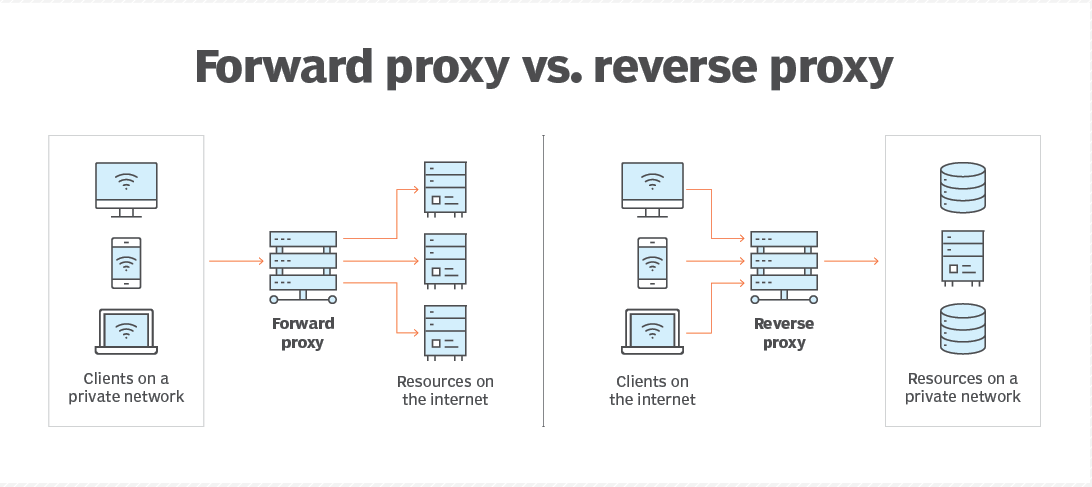 Forward proxy vs. reverse proxy
Forward
proxy
Clients on a
private network
Resources on
the internet
Reverse
proxy
Clients on
the internet
Resources on a
private network